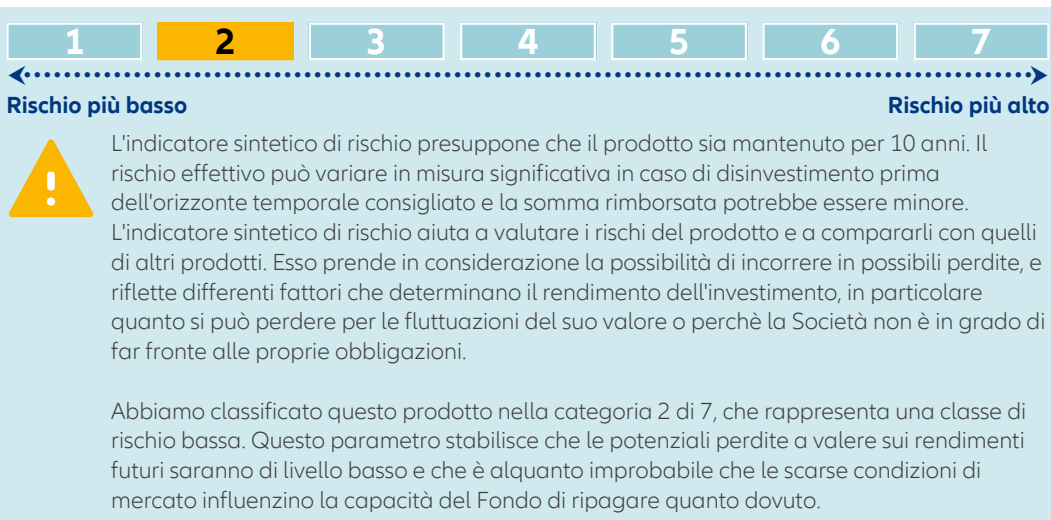 1 2 3 4 5 6 7
Rischio più basso Rischio più alto
L'indicatore sintetico di rischio presuppone che il prodotto sia mantenuto per 10 anni. Il
rischio effettivo può variare in misura significativa in caso di disinvestimento prima
dell'orizzonte temporale consigliato e la somma rimborsata potrebbe essere minore.
L'indicatore sintetico di rischio aiuta a valutare i rischi del prodotto e a compararli con quelli
di altri prodotti. Esso prende in considerazione la possibilità di incorrere in possibili perdite, e
riflette differenti fattori che determinano il rendimento dell'investimento, in particolare
quanto si può perdere per le fluttuazioni del suo valore o perchè la Società non è in grado di
far fronte alle proprie obbligazioni.
Abbiamo classificato questo prodotto nella categoria 2 di 7, che rappresenta una classe di
rischio bassa. Questo parametro stabilisce che le potenziali perdite a valere sui rendimenti
futuri saranno di livello basso e che è alquanto improbabile che le scarse condizioni di
mercato influenzino la capacità del Fondo di ripagare quanto dovuto.